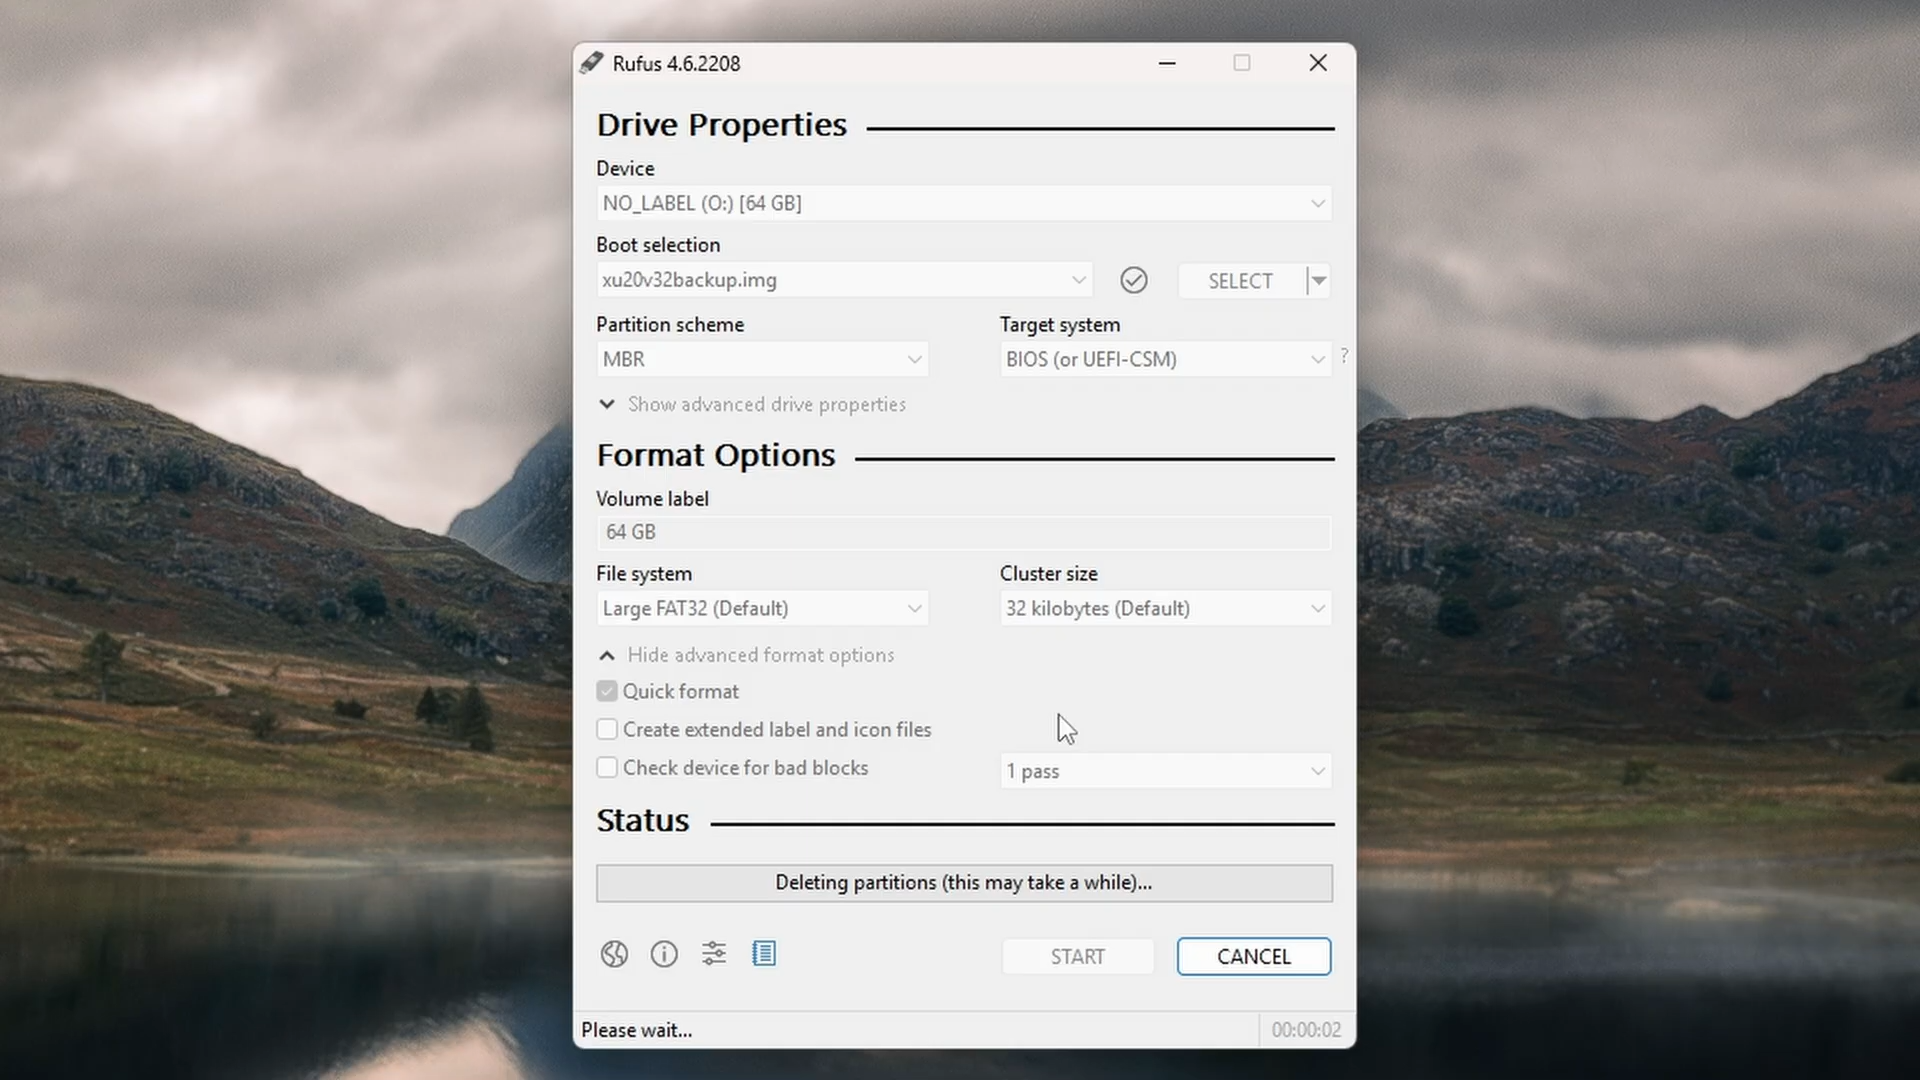 Rufus 4.6.2208
Drive Properties
Device
NO_LABEL (O:) [64 GB]
Boot selection
xu20v32backup.img
SELECT
Partition scheme
Target system
MBR
BIOS (or UEFI-CSM)
?
Show advanced drive properties
Format Options
Volume label
64 GB
File system
Cluster size
Large FAT32 (Default)
32 kilobytes (Default)
Hide advanced format options
Quick format
Create extended label and icon files
Check device for bad blocks
1 pass
Status
Deleting partitions (this may take a while)...
START
CANCEL
Please wait...
00:00:02